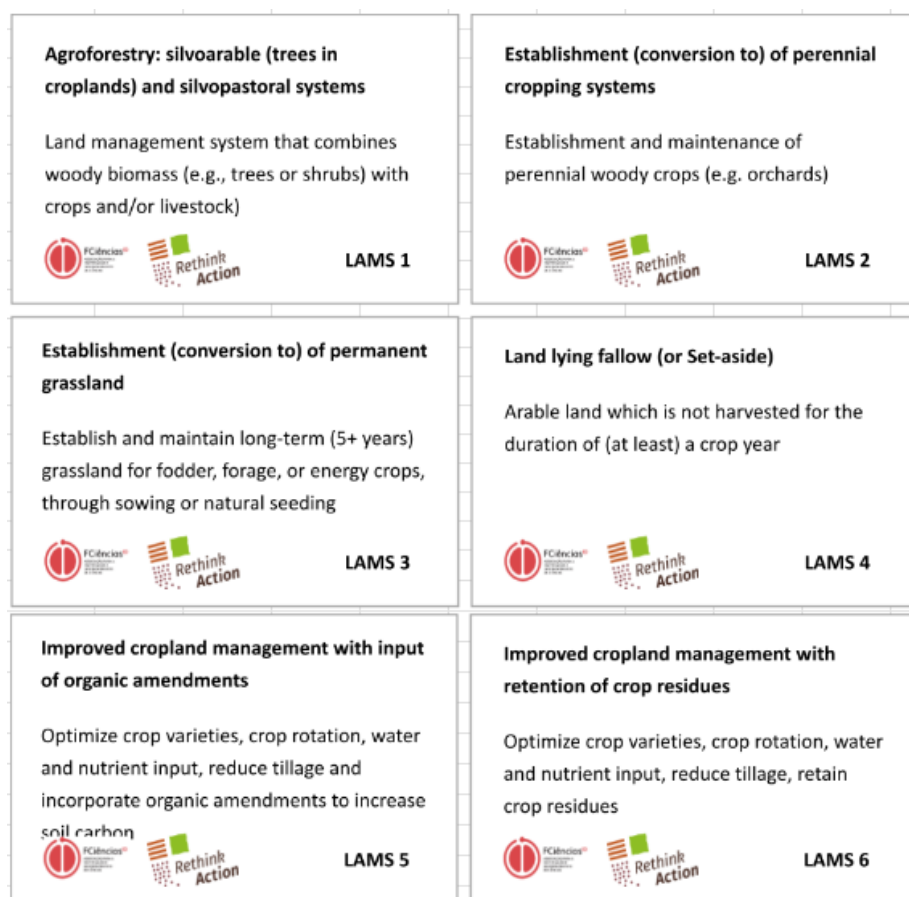 Agroforestry: silvoarable (trees in
croplands) and silvopastoral systems
Land management system that combines
woody biomass (e.g., trees or shrubs) with
crops and/or livestock)
FCiências
Rethink
Action
LAMS 1
Establishment (conversion to) of perennial
cropping systems
Establishment and maintenance of
perennial woody crops (e.g. orchards)
FCiências
Rethink
Action
LAMS 2
Establishment (conversion to) of permanent
grassland
Establish and maintain long-term (5+ years)
grassland for fodder, forage, or energy crops,
through sowing or natural seeding
FCiências
Rethink
Action
LAMS 3
Land lying fallow (or Set-aside)
Arable land which is not harvested for the
duration of (at least) a crop year
FCiências
Rethink
Action
LAMS 4
Improved cropland management with input
of organic amendments
Optimize crop varieties, crop rotation, water
and nutrient input, reduce tillage and
incorporate organic amendments to increase
soil carbon
FCiências
Rethink
Action
LAMS 5
Improved cropland management with
retention of crop residues
Optimize crop varieties, crop rotation, water
and nutrient input, reduce tillage, retain
crop residues
FCiências
Rethink
Action
LAMS 6